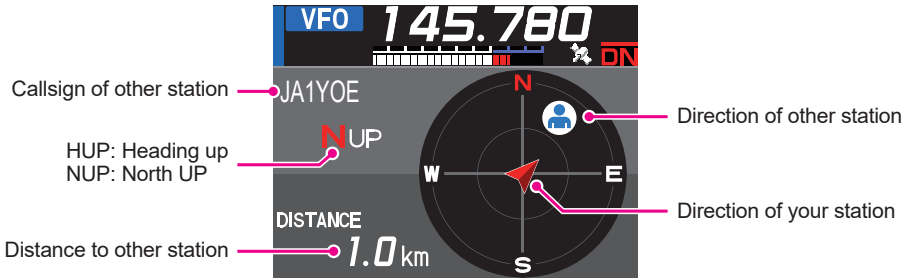 VFO 145.780
DN
Callsign of other station
JA1YOE
N
Direction of other station
HUP: Heading up
NUP: North UP
NUP
W
E
DISTANCE
Direction of your station
Distance to other station
1.0 km
S